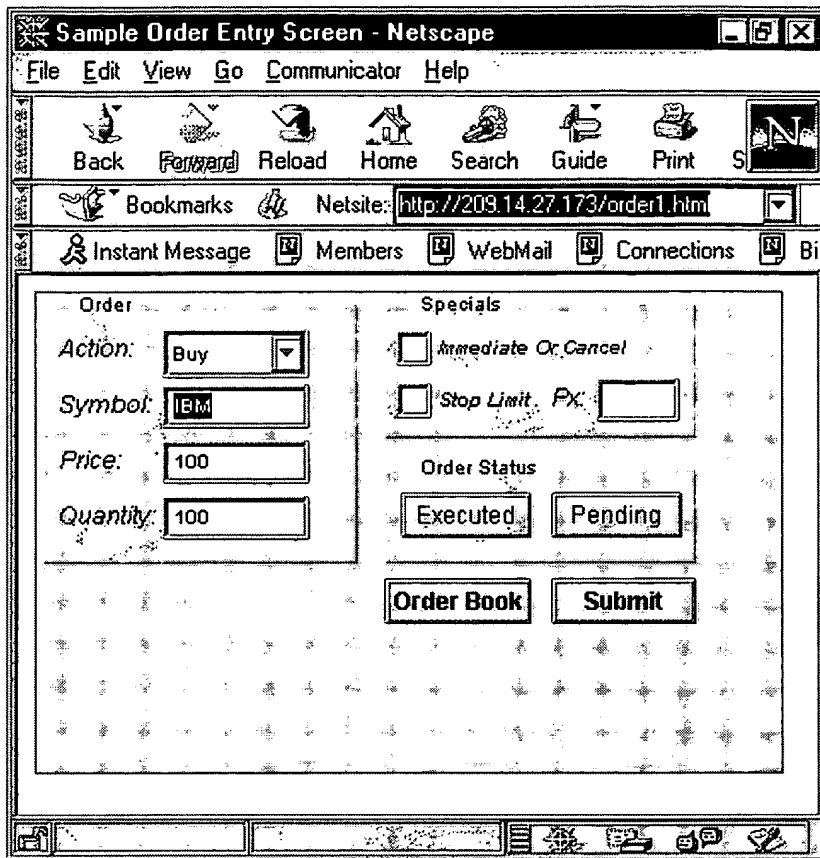 Sample Order Entry Screen - Netscape
File Edit View Go Communicator Help
Back Forward Reload Home Search Guide Print S N
Bookmarks Netsite: http://209.14.27.173/order1.htm
Instant Message Members WebMail Connections Bi
Order
Action: Buy
Symbol: IBM
Price: 100
Quantity: 100
Specials
Immediate Or Cancel
Stop Limit. Px:
Order Status
Executed Pending
Order Book Submit